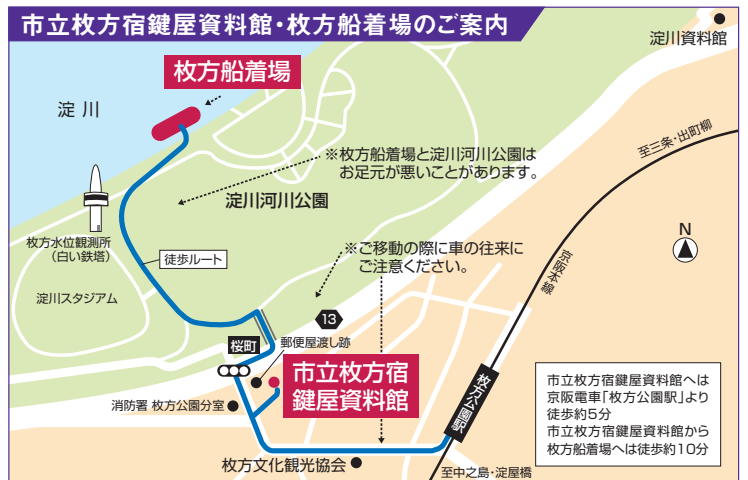 市立枚方宿鍵屋資料館・枚方船着場のご案内
淀川資料館
枚方船着場
淀 川
至三条・出町柳
※枚方船着場と淀川河川公園は
お足元が悪いことがあります。
淀川河川公園
N
枚方水位観測所
(白い鉄塔)
徒歩ルート
※ご移動の際に車の往来に
ご注意ください。
京阪本線
淀川スタジアム
13
桜町
郵便屋渡し跡
市立枚方宿
鍵屋資料館
枚方公園駅
消防署 枚方公園分室
市立枚方宿鍵屋資料館へは
京阪電車「枚方公園駅」より
徒歩約5分
市立枚方宿鍵屋資料館から
枚方船着場へは徒歩約10分
枚方文化観光協会
至中之島・淀屋橋